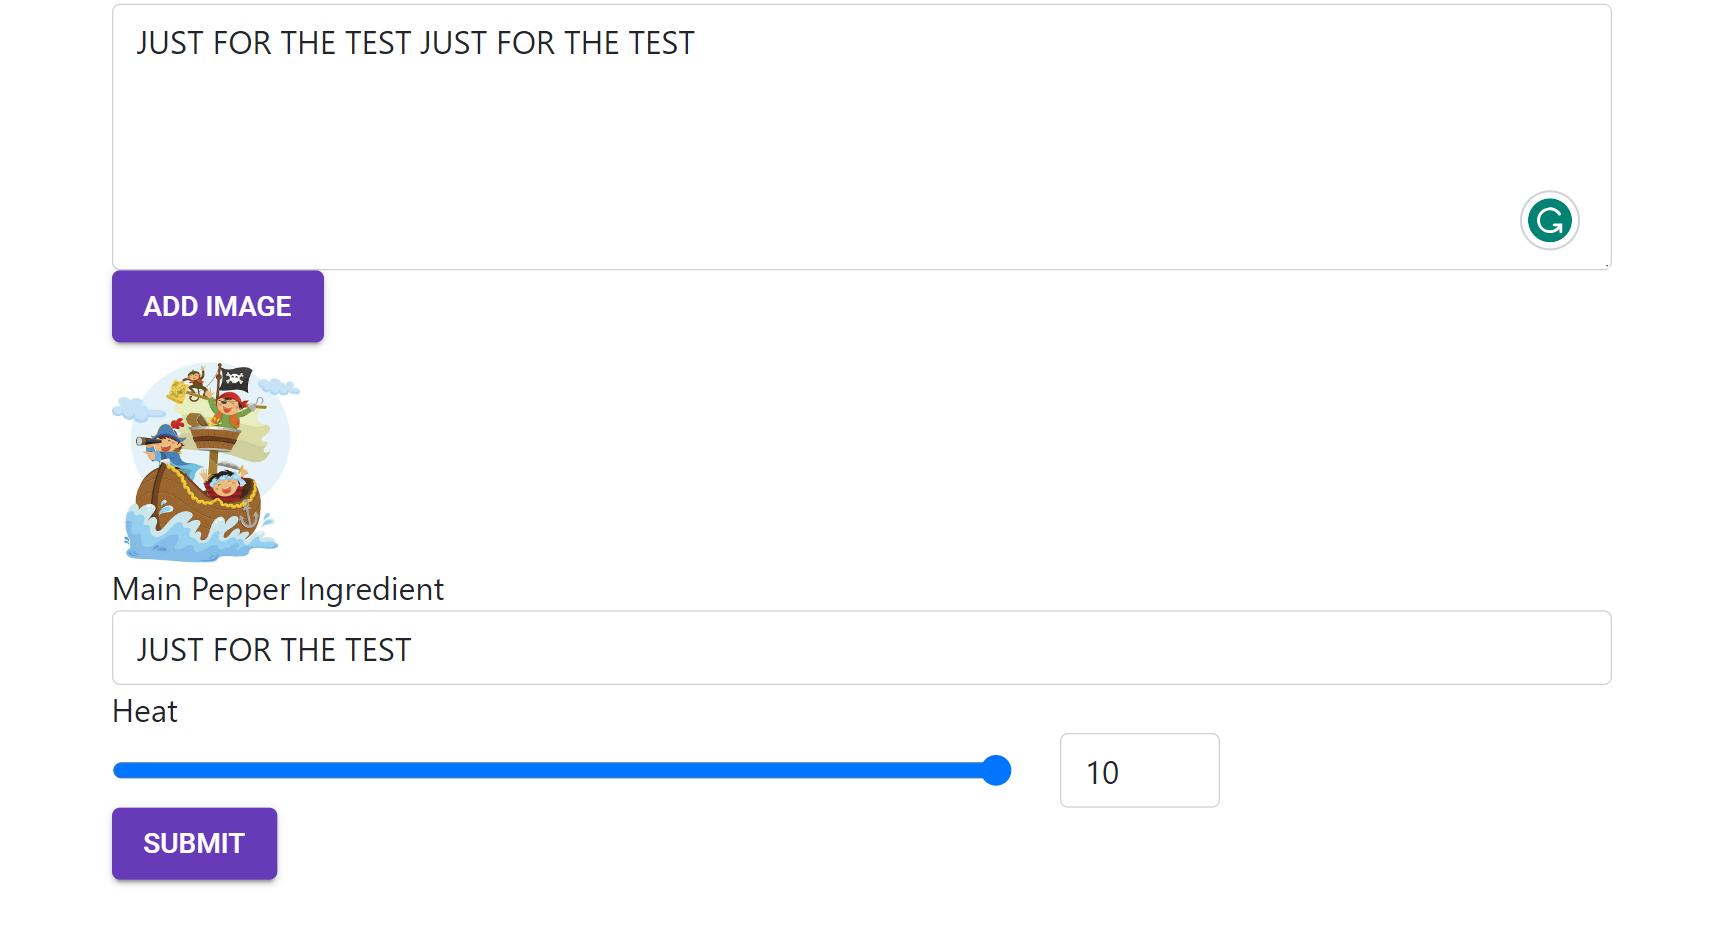 JUST FOR THE TEST JUST FOR THE TEST
ADD IMAGE
Main Pepper Ingredient
JUST FOR THE TEST
Heat
10
SUBMIT